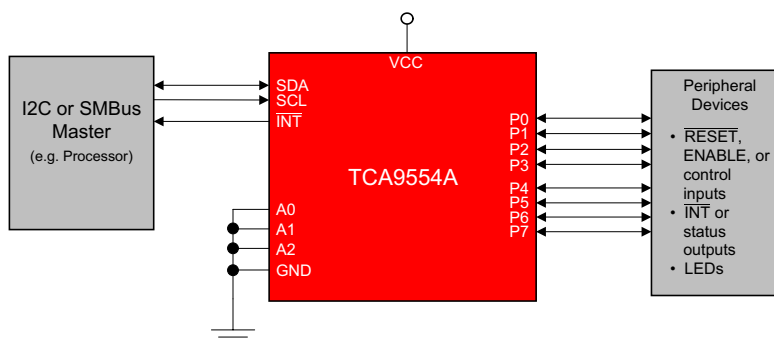 I2C or SMBus
Master
(e.g. Processor)
VCC
SDA
SCL
INT
A0
A1
A2
GND
TCA9554A
P0
P1
P2
P3
P4
P5
P6
P7
Peripheral
Devices
• RESET,
ENABLE, or
control
inputs
• INT or
status
outputs
• LEDs